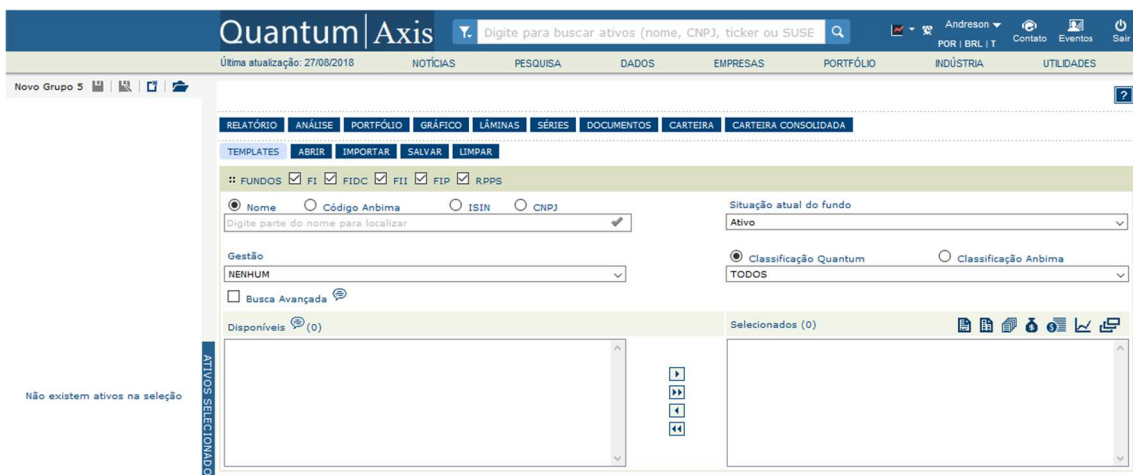 Quantum Axis
Digite para buscar ativos (nome, CNPJ, ticker ou SUSE
Andreson
POR | BRL | T
Contato Eventos Sair
Última atualização: 27/08/2018 NOTÍCIAS PESQUISA DADOS EMPRESAS PORTFÓLIO INDÚSTRIA UTILIDADES
Novo Grupo 5
?
RELATÓRIO ANÁLISE PORTFÓLIO GRÁFICO LÂMINAS SÉRIES DOCUMENTOS CARTEIRA CARTEIRA CONSOLIDADA
TEMPLATES ABRIR IMPORTAR SALVAR LIMPAR
FUNDOS FI FIDC FII FIP RPPS
Nome Código Anbima ISIN CNPJ
Digite parte do nome para localizar
Situação atual do fundo
Ativo
Gestão
NENHUM
Classificação Quantum Classificação Anbima
TODOS
Busca Avançada
Disponíveis (0)
Selecionados (0)
ATIVOS SELECIONADO
Não existem ativos na seleção